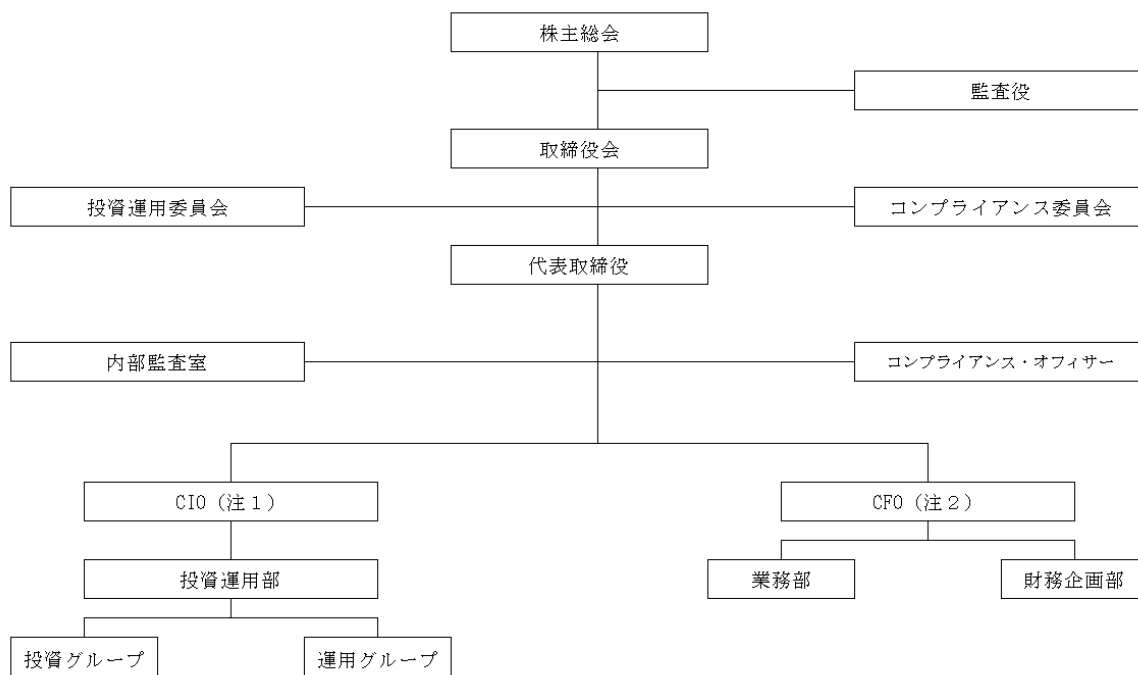 株主総会
監査役
取締役会
投資運用委員会
コンプライアンス委員会
代表取締役
内部監査室
コンプライアンス・オフィサー
CIO（注１）
CFO（注２）
投資運用部
業務部
財務企画部
投資グループ
運用グループ